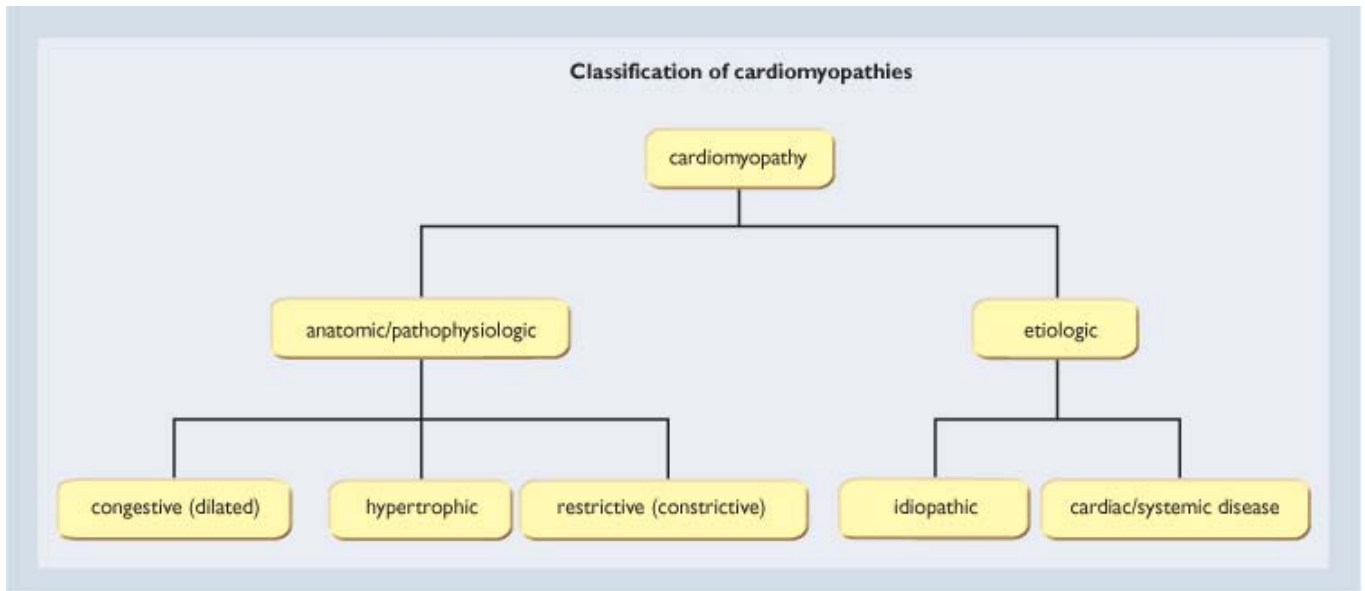 Classification of cardiomyopathies
cardiomyopathy
anatomic/pathophysiologic
etiologic
congestive (dilated)
hypertrophic
restrictive (constrictive)
idiopathic
cardiac/systemic disease